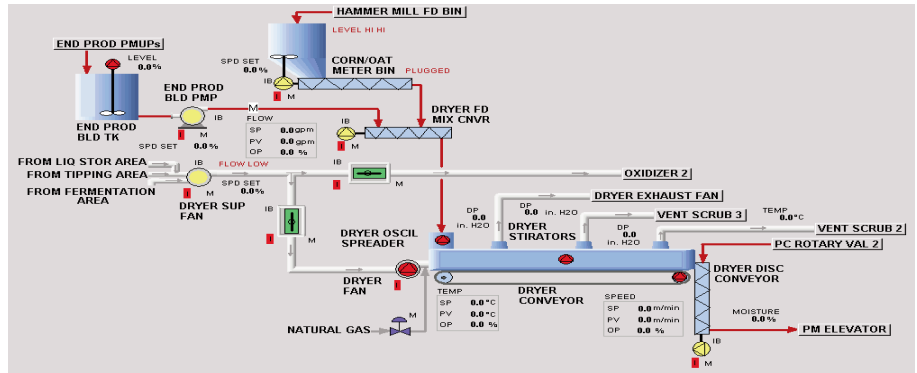 HAMMER MILL FD BIN
LEVEL HI HI
END PROD PMUPs
LEVEL
0.0 %
SPD SET
0.0 %
CORN/OAT
METER BIN
PLUGGED
IB
I
M
END PROD
BLD PMP
END PROD
BLD TK
IB
M
I
SPD SET 0.0 %
M
FLOW
SP 0.0 gpm
PV 0.0 gpm
OP 0.0 %
DRYER FD
MIX CNVR
IB
I
M
FROM LIQ STOR AREA
FROM TIPPING AREA
FROM FERMENTATION
AREA
IB
FLOW LOW
I
M
SPD SET
0.0 %
DRYER SUP
FAN
IB
I
M
OXIDIZER 2
IB
I
M
DRYER EXHAUST FAN
DP
0.0
in. H2O
DP
0.0
in. H2O
VENT SCRUB 3
TEMP
0.0 °C
DP
0.0
in. H2O
VENT SCRUB 2
DRYER OSCIL
SPREADER
DRYER
STIRATORS
PC ROTARY VAL 2
DRYER DISC
CONVEYOR
DRYER
FAN
I
DRYER
CONVEYOR
TEMP
SP 0.0 °C
PV 0.0 °C
OP 0.0 %
SPEED
SP 0.0 m/min
PV 0.0 m/min
OP 0.0 %
MOISTURE
0.0 %
NATURAL GAS
M
PM ELEVATOR
IB
I
M